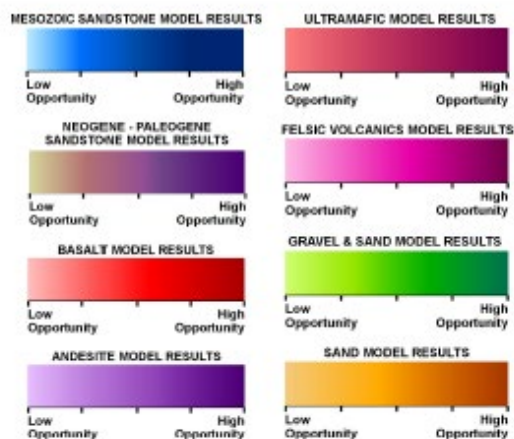 MESOZOIC SANDSTONE MODEL RESULTS
Low Opportunity
High Opportunity
NEOGENE - PALEOGENE
SANDSTONE MODEL RESULTS
Low Opportunity
High Opportunity
BASALT MODEL RESULTS
Low Opportunity
High Opportunity
ANDESITE MODEL RESULTS
Low Opportunity
High Opportunity
ULTRAMAFIC MODEL RESULTS
Low Opportunity
High Opportunity
FELSIC VOLCANICS MODEL RESULTS
Low Opportunity
High Opportunity
GRAVEL & SAND MODEL RESULTS
Low Opportunity
High Opportunity
SAND MODEL RESULTS
Low Opportunity
High Opportunity